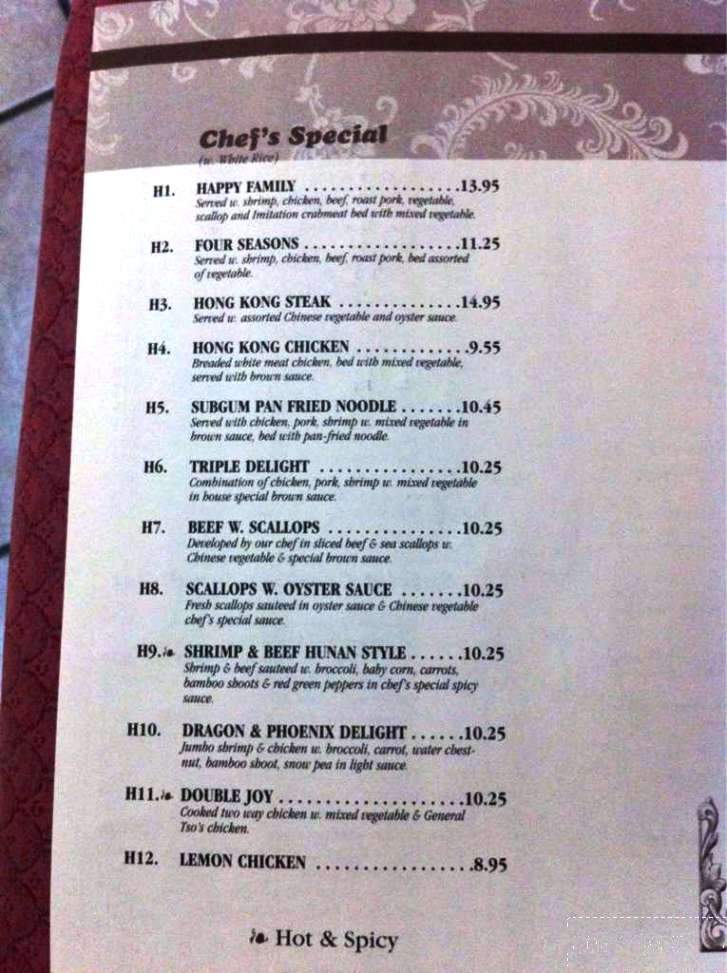 Chef's Special
(w. White Rice)
H1. HAPPY FAMILY . . . . . . . . . . . . . . . . . .13.95
Served w. shrimp, chicken, beef, roast pork, vegetable,
scallop and Imitation crabmeat bed with mixed vegetable.
H2. FOUR SEASONS . . . . . . . . . . . . . . . . . .11.25
Served w. shrimp, chicken, beef, roast pork, bed assorted
of vegetable.
H3. HONG KONG STEAK . . . . . . . . . . . . . .14.95
Served w. assorted Chinese vegetable and oyster sauce.
H4. HONG KONG CHICKEN . . . . . . . . . . . . .9.55
Breaded white meat chicken, bed with mixed vegetable,
served with brown sauce.
H5. SUBGUM PAN FRIED NOODLE . . . . . . .10.45
Served with chicken, pork, shrimp w. mixed vegetable in
brown sauce, bed with pan-fried noodle.
H6. TRIPLE DELIGHT . . . . . . . . . . . . . . . .10.25
Combination of chicken, pork, shrimp w. mixed vegetable
in house special brown sauce.
H7. BEEF W. SCALLOPS . . . . . . . . . . . . . . .10.25
Developed by our chef in sliced beef & sea scallops w.
Chinese vegetable & special brown sauce.
H8. SCALLOPS W. OYSTER SAUCE . . . . . . .10.25
Fresh scallops sauteed in oyster sauce & Chinese vegetable
chef's special sauce.
H9. SHRIMP & BEEF HUNAN STYLE . . . . . .10.25
Shrimp & beef sauteed w. broccoli, baby corn, carrots,
bamboo shoots & red green peppers in chef's special spicy
sauce.
H10. DRAGON & PHOENIX DELIGHT . . . . . .10.25
Jumbo shrimp & chicken w. broccoli, carrot, water chest-
nut, bamboo shoot, snow pea in light sauce.
H11. DOUBLE JOY . . . . . . . . . . . . . . . . . . . . .10.25
Cooked two way chicken w. mixed vegetable & General
Tso's chicken.
H12. LEMON CHICKEN . . . . . . . . . . . . . . . . .8.95
Hot & Spicy